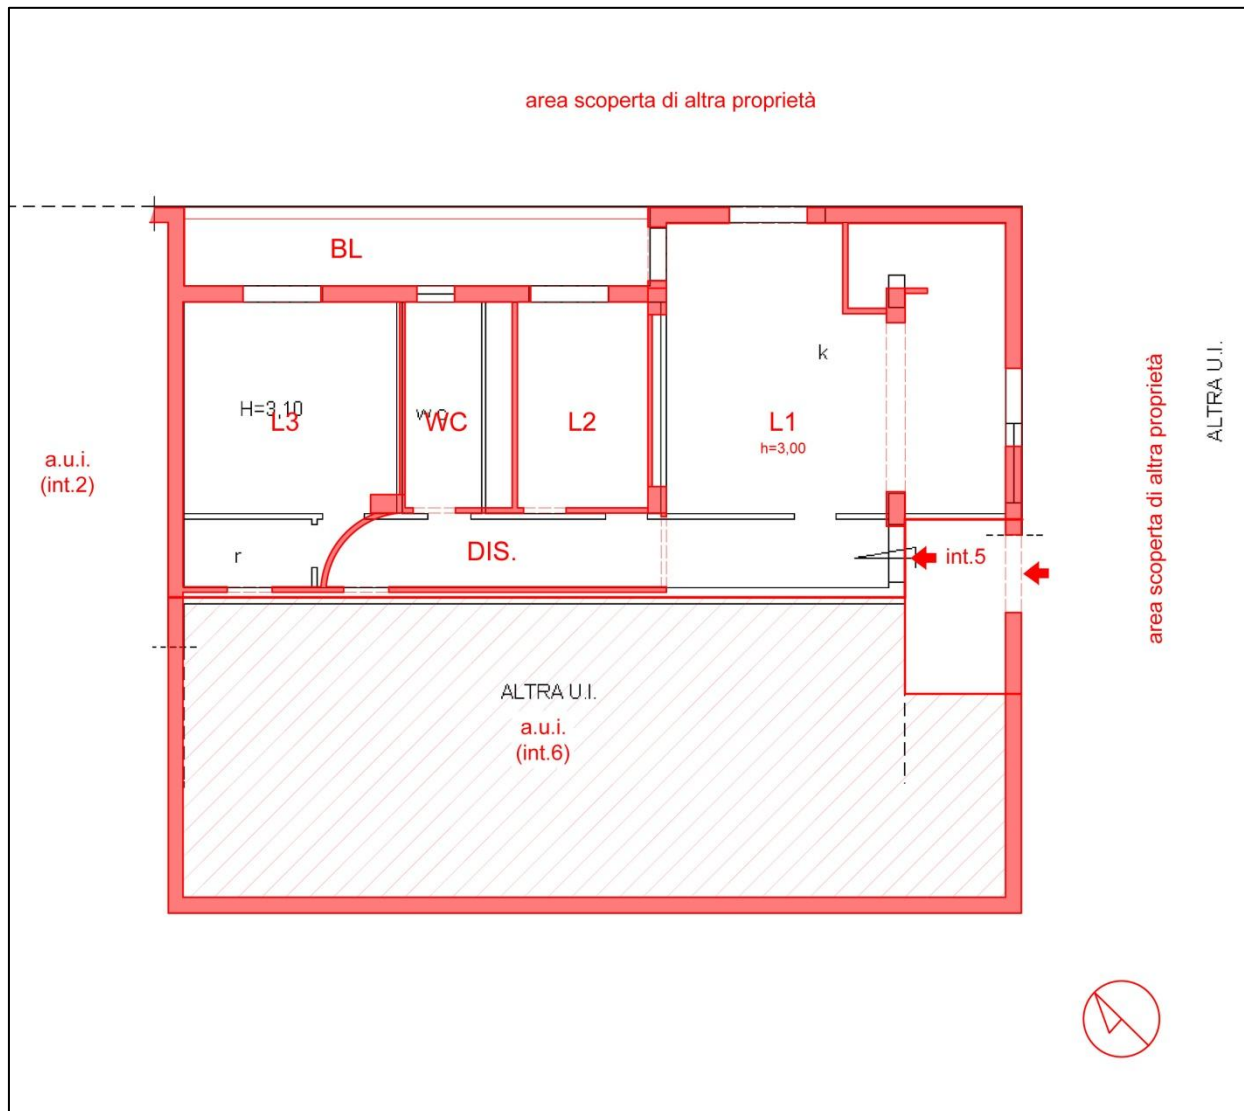 area scoperta di altra proprietà
BL
ALTRA U.I.
area scoperta di altra proprietà
k
H=3,10
L3
wc
WC
L2
L1
h=3,00
a.u.i.
(int.2)
r
DIS.
int.5
ALTRA U.I.
a.u.i.
(int.6)